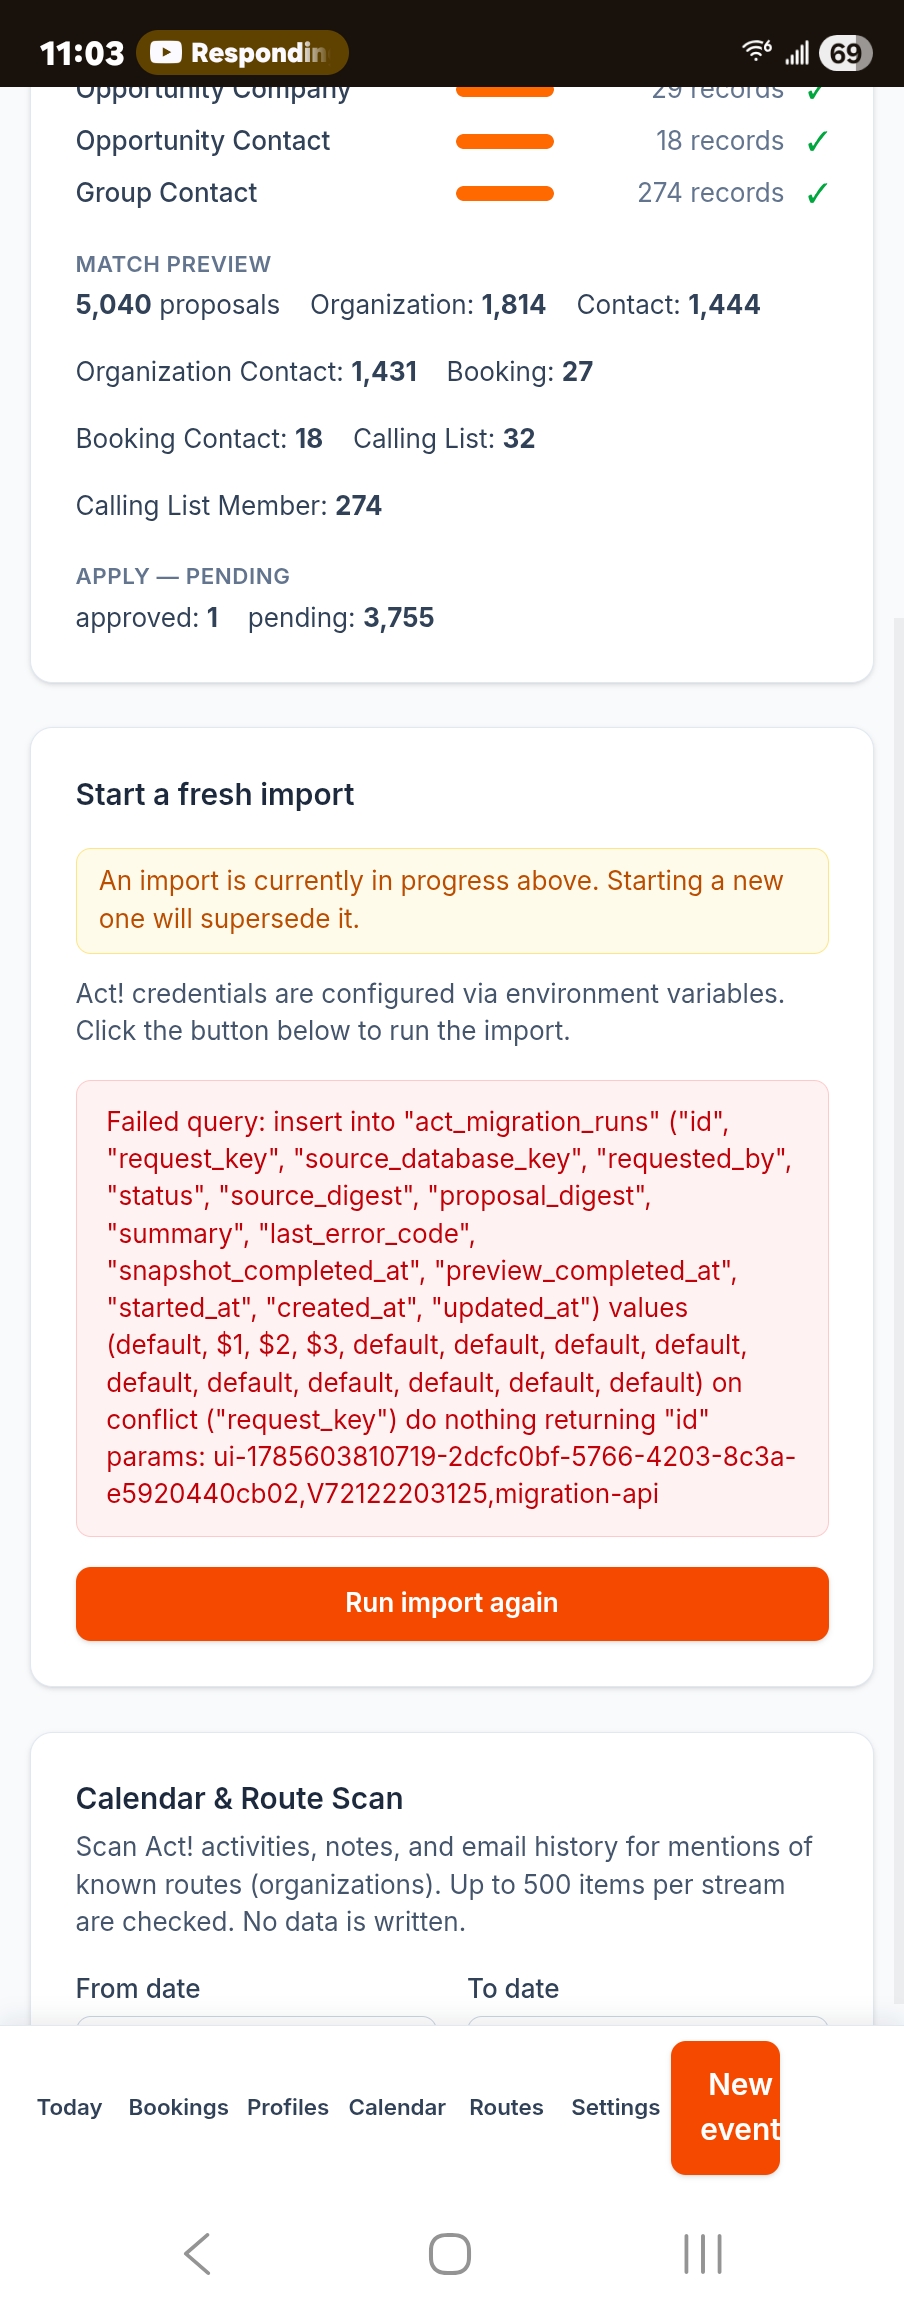 11:03
Respondin
69
Opportunity Company 29 records ✓
Opportunity Contact 18 records ✓
Group Contact 274 records ✓
MATCH PREVIEW
5,040 proposals Organization: 1,814 Contact: 1,444
Organization Contact: 1,431 Booking: 27
Booking Contact: 18 Calling List: 32
Calling List Member: 274
APPLY — PENDING
approved: 1 pending: 3,755
Start a fresh import
An import is currently in progress above. Starting a new
one will supersede it.
Act! credentials are configured via environment variables.
Click the button below to run the import.
Failed query: insert into "act_migration_runs" ("id",
"request_key", "source_database_key", "requested_by",
"status", "source_digest", "proposal_digest",
"summary", "last_error_code",
"snapshot_completed_at", "preview_completed_at",
"started_at", "created_at", "updated_at") values
(default, $1, $2, $3, default, default, default, default,
default, default, default, default, default, default) on
conflict ("request_key") do nothing returning "id"
params: ui-1785603810719-2dcfc0bf-5766-4203-8c3a-
e5920440cb02,V72122203125,migration-api
Run import again
Calendar & Route Scan
Scan Act! activities, notes, and email history for mentions of
known routes (organizations). Up to 500 items per stream
are checked. No data is written.
From date To date
Today Bookings Profiles Calendar Routes Settings
New
event